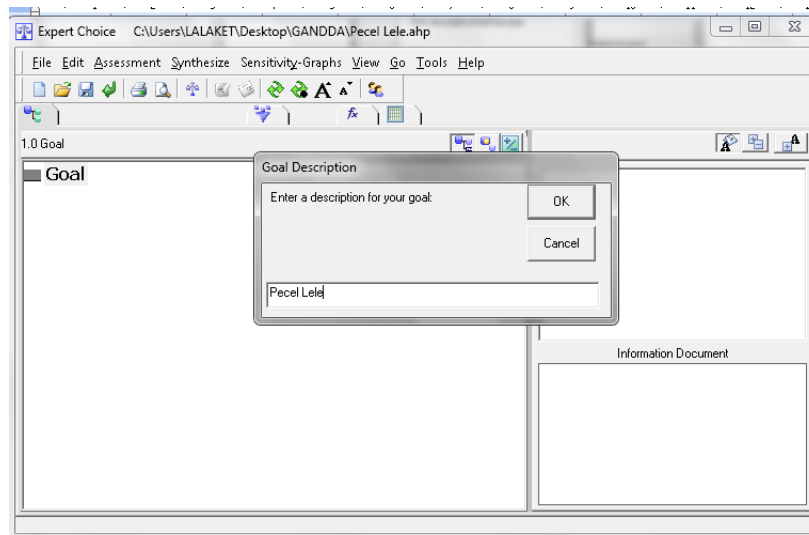 Expert Choice C:\Users\LALAKET\Desktop\GANDDA\Pecel Lele.ahp
File Edit Assessment Synthesize Sensitivity-Graphs View Go Tools Help
1.0 Goal
Goal
Goal Description
Enter a description for your goal:
OK
Cancel
Pecel Lele
Information Document